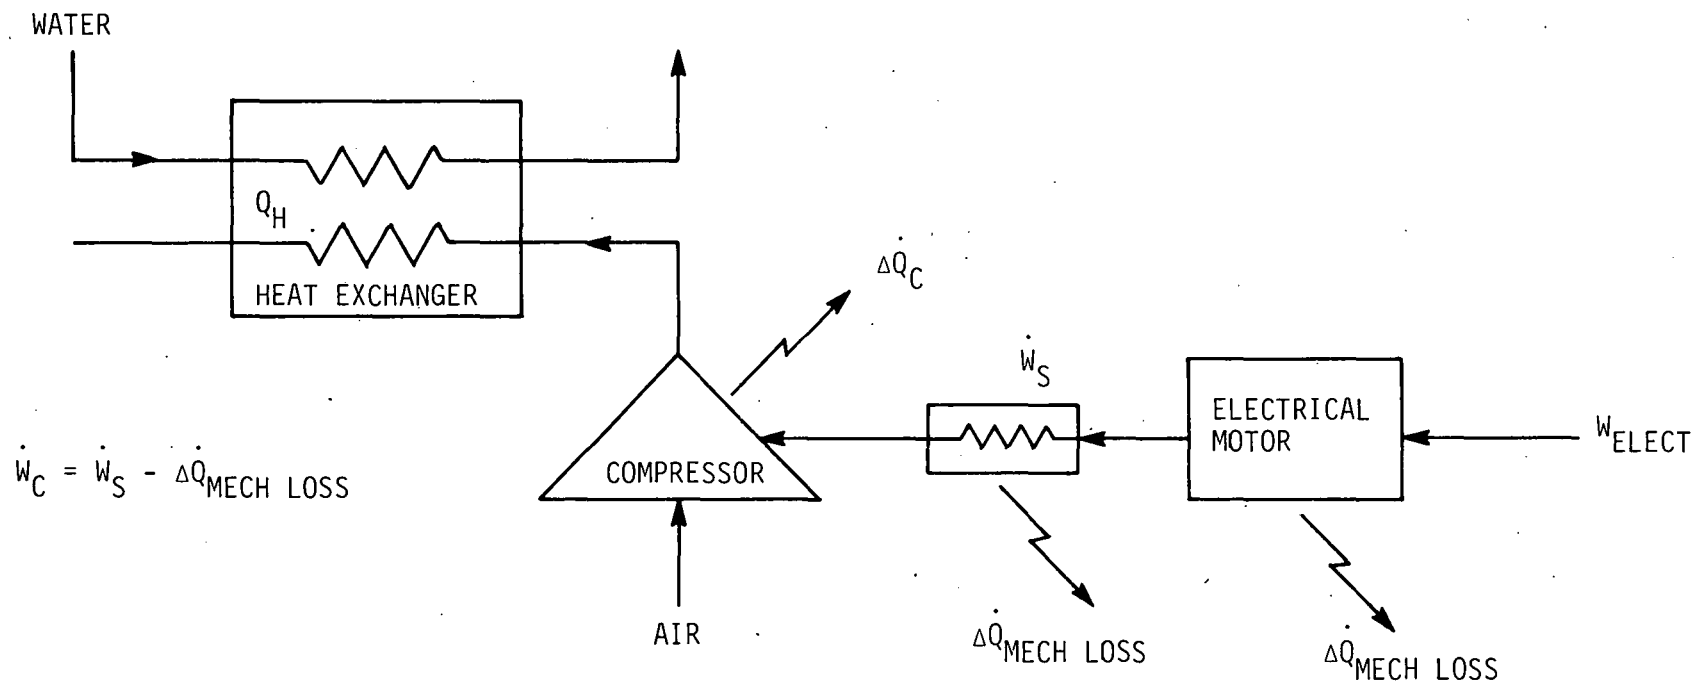 WATER
Q_H
HEAT EXCHANGER
ΔQ̇_C
Ẇ_S
ELECTRICAL
MOTOR
W_ELECT
COMPRESSOR
Ẇ_C = Ẇ_S - ΔQ̇_MECH LOSS
AIR
ΔQ̇_MECH LOSS
ΔQ̇_MECH LOSS